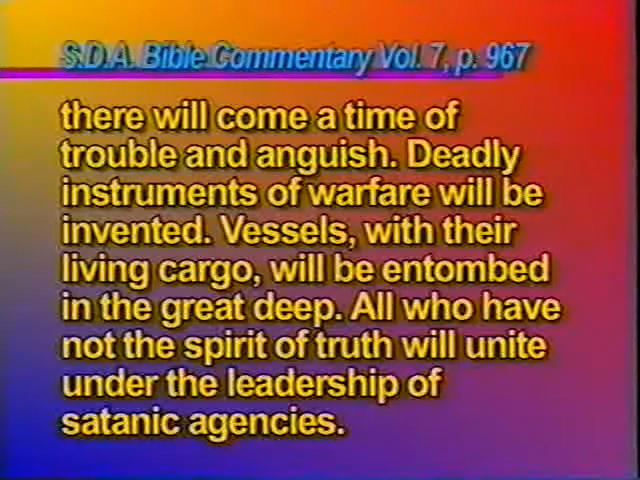 S.D.A. Bible Commentary Vol. 7, p. 967
there will come a time of
trouble and anguish. Deadly
instruments of warfare will be
invented. Vessels, with their
living cargo, will be entombed
in the great deep. All who have
not the spirit of truth will unite
under the leadership of
satanic agencies.